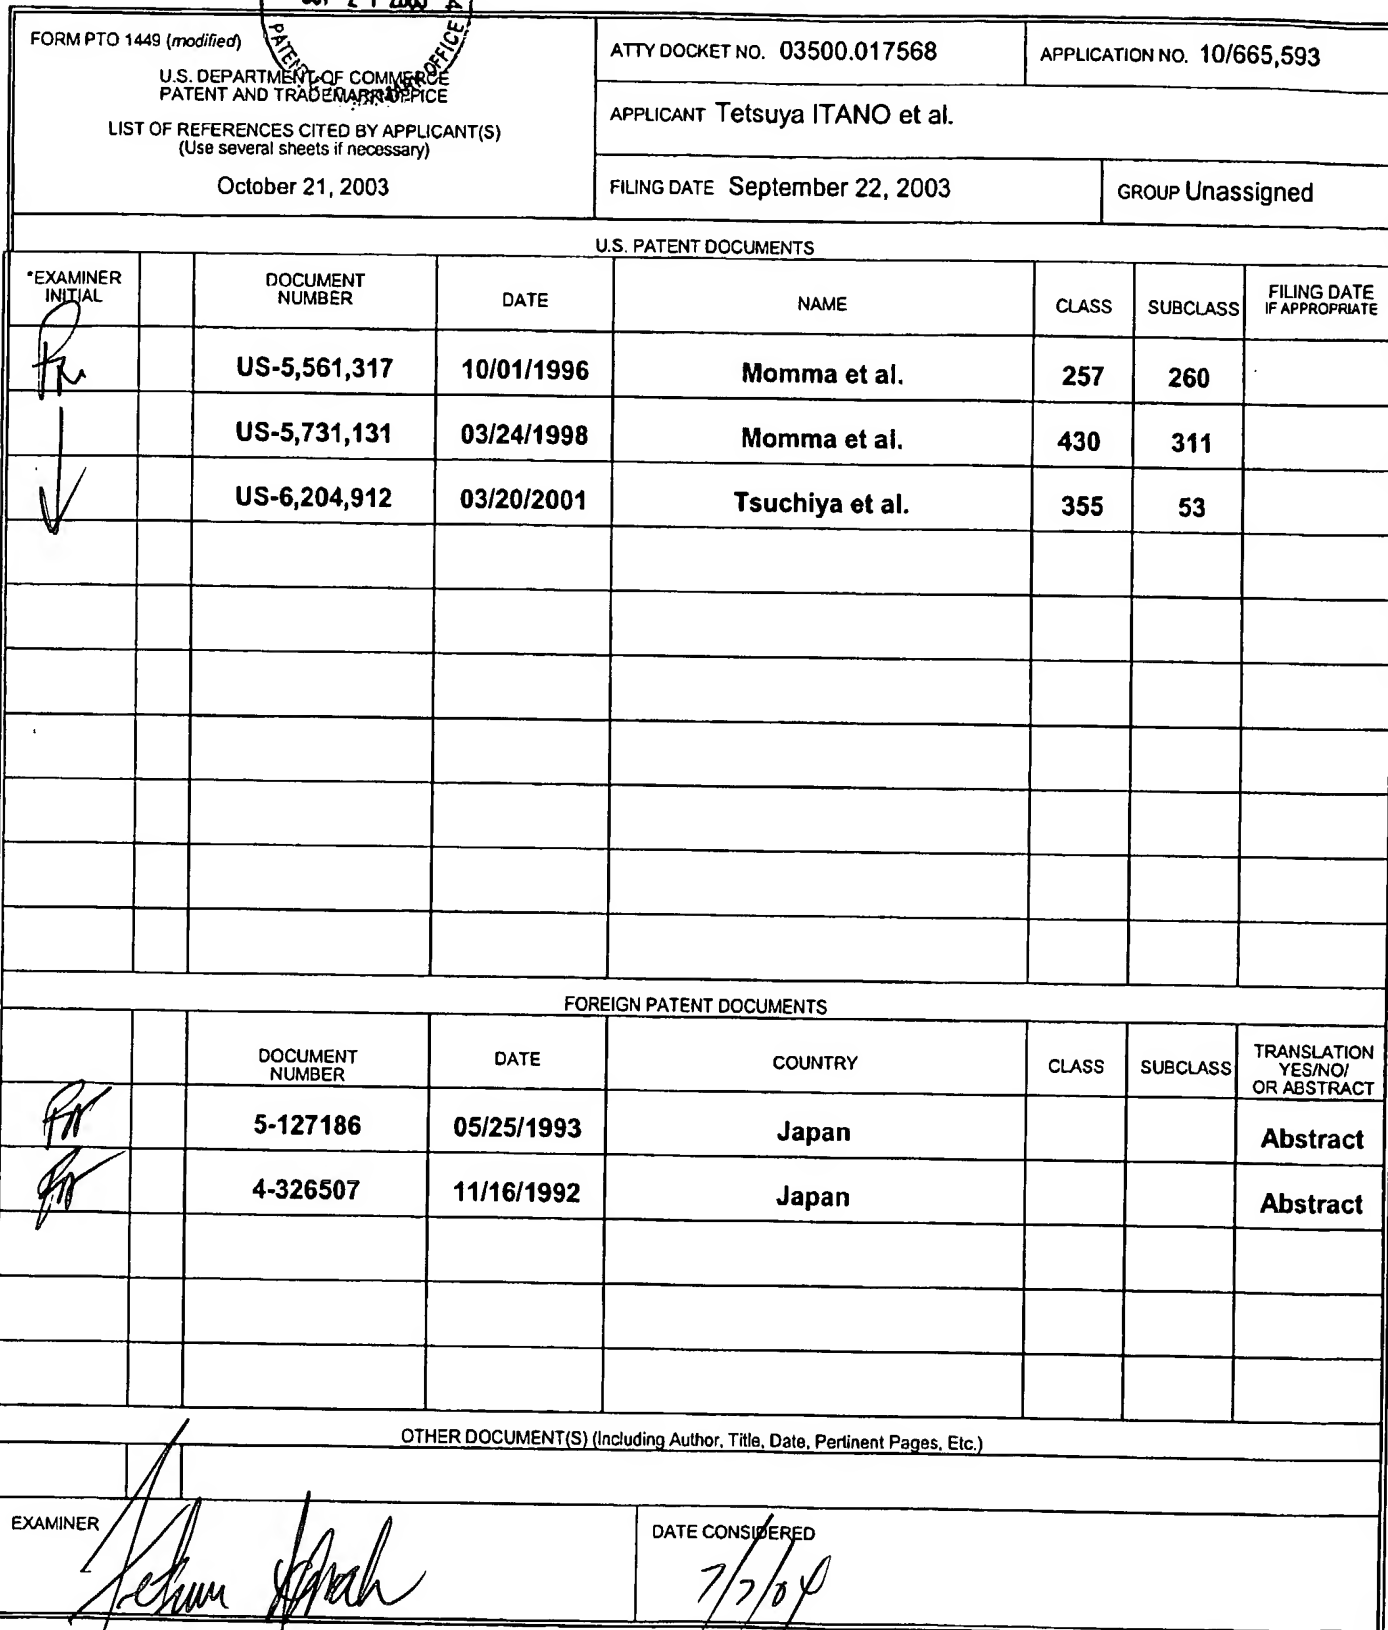 FORM PTO 1449 (modified)
U.S. DEPARTMENT OF COMMERCE
PATENT AND TRADEMARK OFFICE
LIST OF REFERENCES CITED BY APPLICANT(S)
(Use several sheets if necessary)
October 21, 2003
ATTY DOCKET NO. 03500.017568
APPLICATION NO. 10/665,593
APPLICANT Tetsuya ITANO et al.
FILING DATE September 22, 2003
GROUP Unassigned
U.S. PATENT DOCUMENTS
*EXAMINER INITIAL DOCUMENT NUMBER DATE NAME CLASS SUBCLASS FILING DATE IF APPROPRIATE
US-5,561,317 10/01/1996 Momma et al. 257 260
US-5,731,131 03/24/1998 Momma et al. 430 311
US-6,204,912 03/20/2001 Tsuchiya et al. 355 53
FOREIGN PATENT DOCUMENTS
DOCUMENT NUMBER DATE COUNTRY CLASS SUBCLASS TRANSLATION YES/NO/ OR ABSTRACT
5-127186 05/25/1993 Japan Abstract
4-326507 11/16/1992 Japan Abstract
OTHER DOCUMENT(S) (Including Author, Title, Date, Pertinent Pages, Etc.)
EXAMINER
DATE CONSIDERED
7/7/04